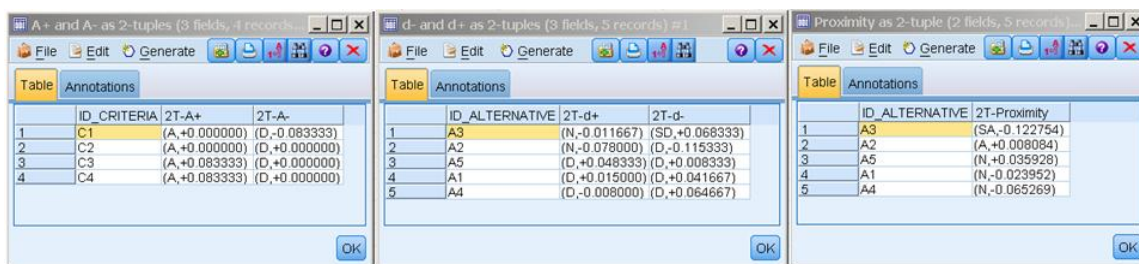 A+ and A- as 2-tuples (3 fields, 4 records...
File Edit Generate
Table Annotations
ID_CRITERIA 2T-A+ 2T-A-
1 C1 (A,+0.000000) (D,-0.083333)
2 C2 (A,+0.000000) (D,+0.000000)
3 C3 (A,+0.083333) (D,+0.000000)
4 C4 (A,+0.083333) (D,+0.000000)
OK
d- and d+ as 2-tuples (3 fields, 5 records) #1
File Edit Generate
Table Annotations
ID_ALTERNATIVE 2T-d+ 2T-d-
1 A3 (N,-0.011667) (SD,+0.068333)
2 A2 (N,-0.078000) (D,-0.115333)
3 A5 (D,+0.048333) (D,+0.008333)
4 A1 (D,+0.015000) (D,+0.041667)
5 A4 (D,-0.008000) (D,+0.064667)
OK
Proximity as 2-tuple (2 fields, 5 records)...
File Edit Generate
Table Annotations
ID_ALTERNATIVE 2T-Proximity
1 A3 (SA,-0.122754)
2 A2 (A,+0.008084)
3 A5 (N,+0.035928)
4 A1 (N,-0.023952)
5 A4 (N,-0.065269)
OK